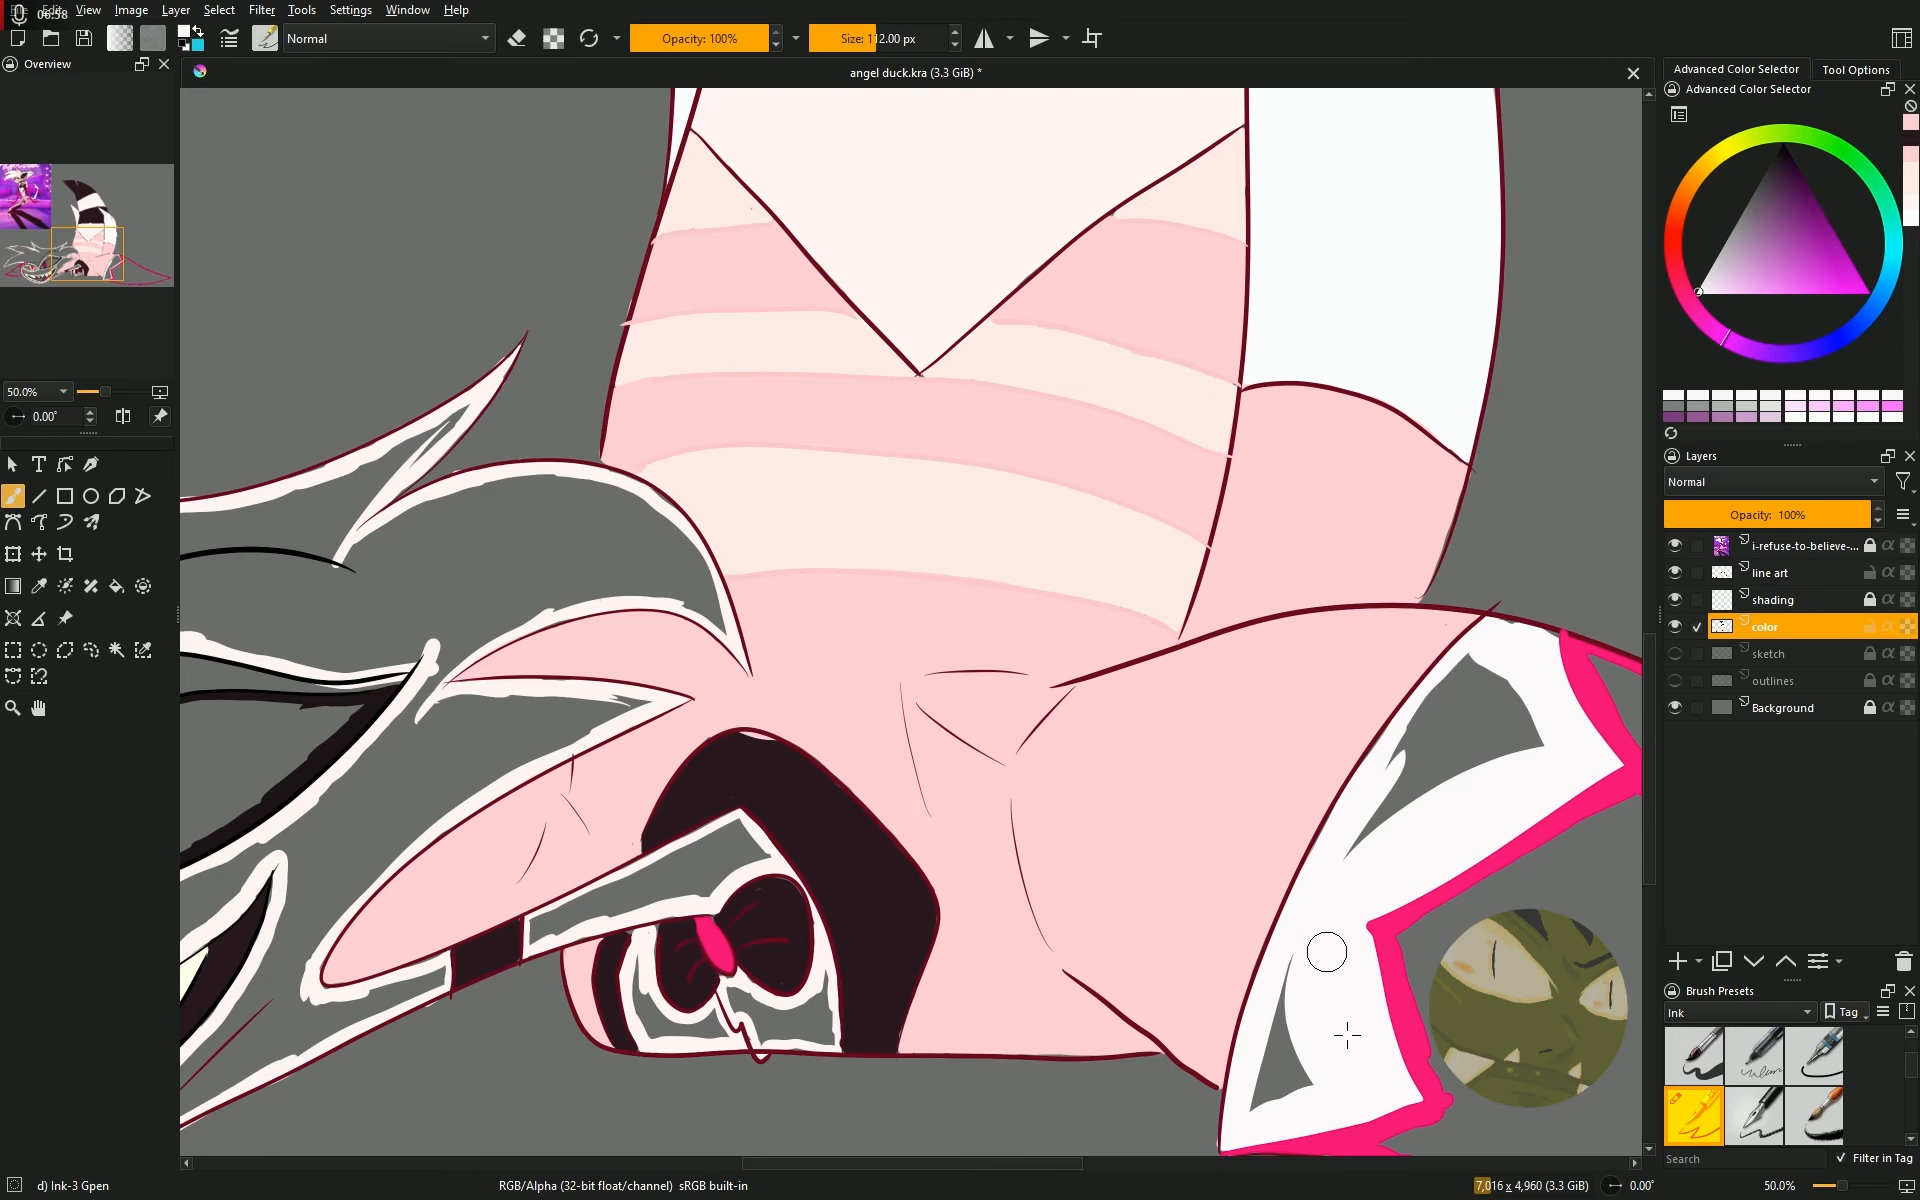 06:58
View Image Layer Select Filter Tools Settings Window Help
Normal
Opacity: 100%
Size: 112.00 px
Overview
angel duck.kra (3.3 GiB) *
Advanced Color Selector
Tool Options
Advanced Color Selector
50.0%
0.00°
Layers
Normal
Opacity: 100%
i-refuse-to-believe-...
line art
shading
color
sketch
outlines
Background
Brush Presets
Ink
Tag
Search
Filter in Tag
d) Ink-3 Gpen
RGB/Alpha (32-bit float/channel) sRGB built-in
7,016 x 4,960 (3.3 GiB)
0.00°
50.0%